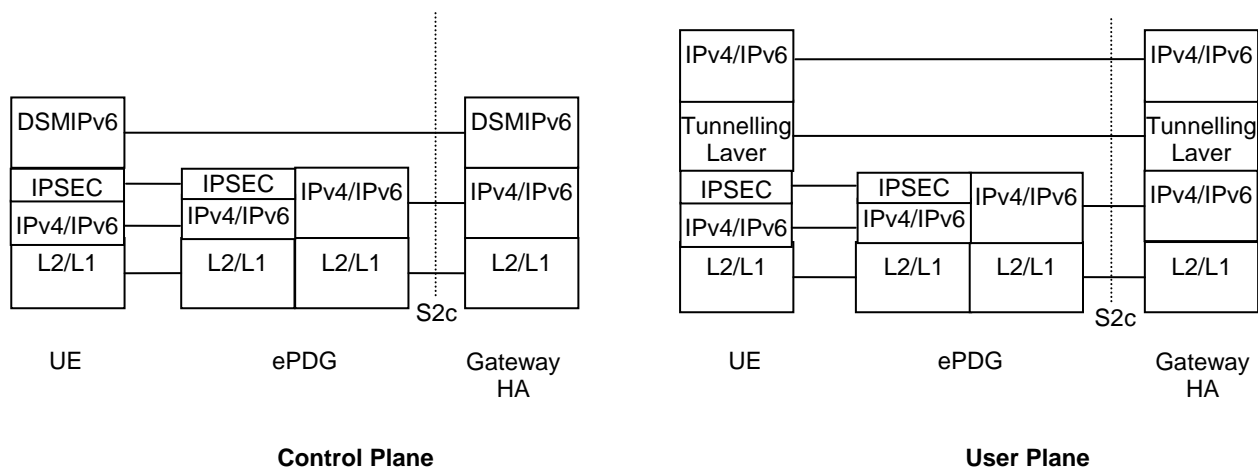 DSMIPv6
IPSEC
IPv4/IPv6
L2/L1
IPSEC
IPv4/IPv6
L2/L1
IPv4/IPv6
L2/L1
DSMIPv6
IPv4/IPv6
L2/L1
S2c
UE
ePDG
Gateway
HA
Control Plane
IPv4/IPv6
Tunnelling
Laver
IPSEC
IPv4/IPv6
L2/L1
IPSEC
IPv4/IPv6
L2/L1
IPv4/IPv6
L2/L1
IPv4/IPv6
Tunnelling
Laver
IPv4/IPv6
L2/L1
S2c
UE
ePDG
Gateway
HA
User Plane